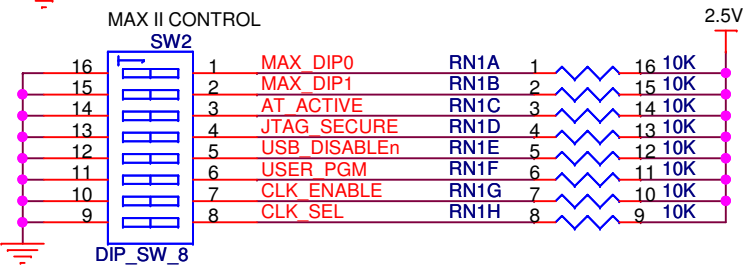 MAX II CONTROL
2.5V
SW2
16 1 MAX_DIP0 RN1A 1 16 10K
15 2 MAX_DIP1 RN1B 2 15 10K
14 3 AT_ACTIVE RN1C 3 14 10K
13 4 JTAG_SECURE RN1D 4 13 10K
12 5 USB_DISABLEn RN1E 5 12 10K
11 6 USER_PGM RN1F 6 11 10K
10 7 CLK_ENABLE RN1G 7 10 10K
9 8 CLK_SEL RN1H 8 9 10K
DIP_SW_8